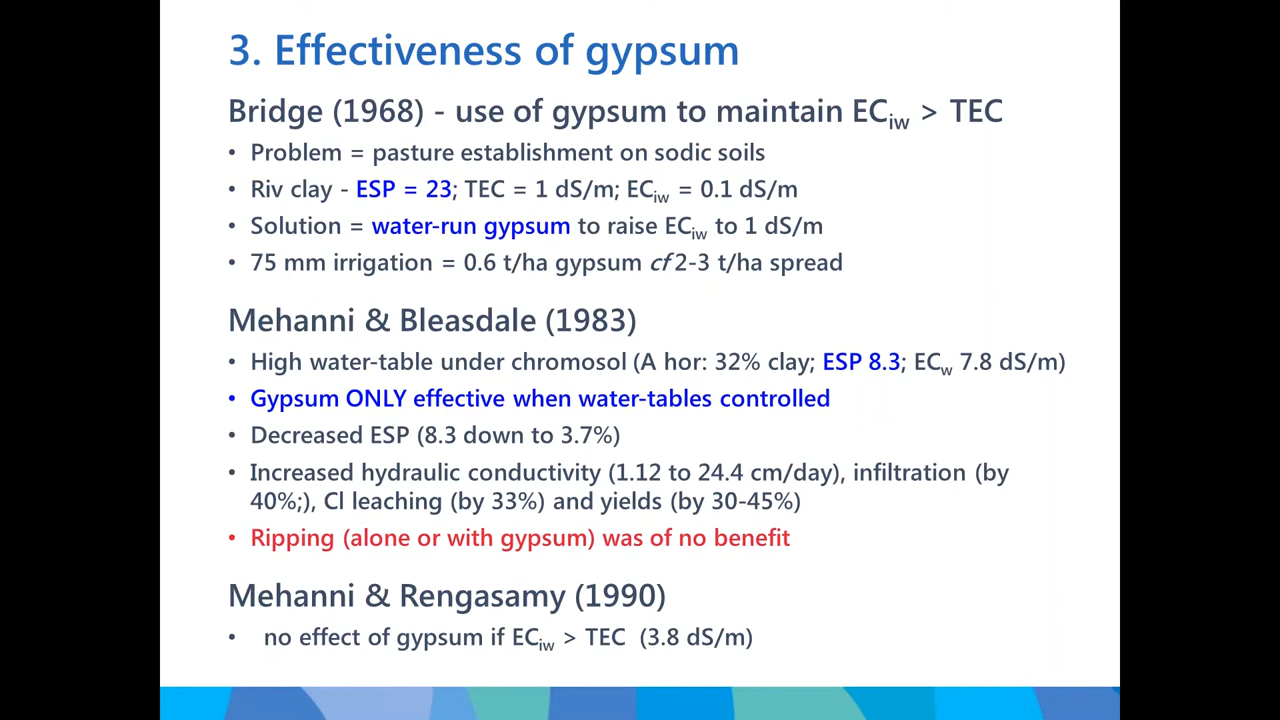 3. Effectiveness of gypsum
Bridge (1968) - use of gypsum to maintain ECiw > TEC
• Problem = pasture establishment on sodic soils
• Riv clay - ESP = 23; TEC = 1 dS/m; ECiw = 0.1 dS/m
• Solution = water-run gypsum to raise ECiw to 1 dS/m
• 75 mm irrigation = 0.6 t/ha gypsum cf 2-3 t/ha spread
Mehanni & Bleasdale (1983)
• High water-table under chromosol (A hor: 32% clay; ESP 8.3; ECw 7.8 dS/m)
• Gypsum ONLY effective when water-tables controlled
• Decreased ESP (8.3 down to 3.7%)
• Increased hydraulic conductivity (1.12 to 24.4 cm/day), infiltration (by
40%;), Cl leaching (by 33%) and yields (by 30-45%)
• Ripping (alone or with gypsum) was of no benefit
Mehanni & Rengasamy (1990)
• no effect of gypsum if ECiw > TEC (3.8 dS/m)